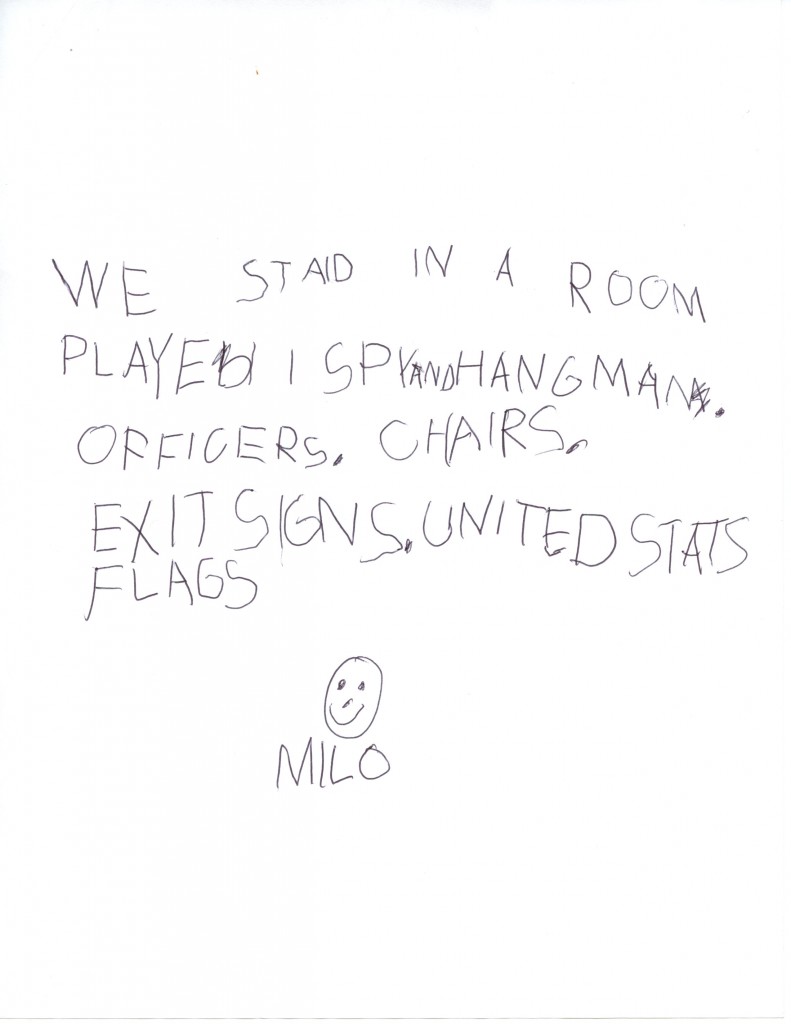 WE STAID IN A ROOM
PLAYED I SPY AND HANGMAN.
OFFICERS. CHAIRS.
EXIT SIGNS. UNITED STATS
FLAGS
MILO